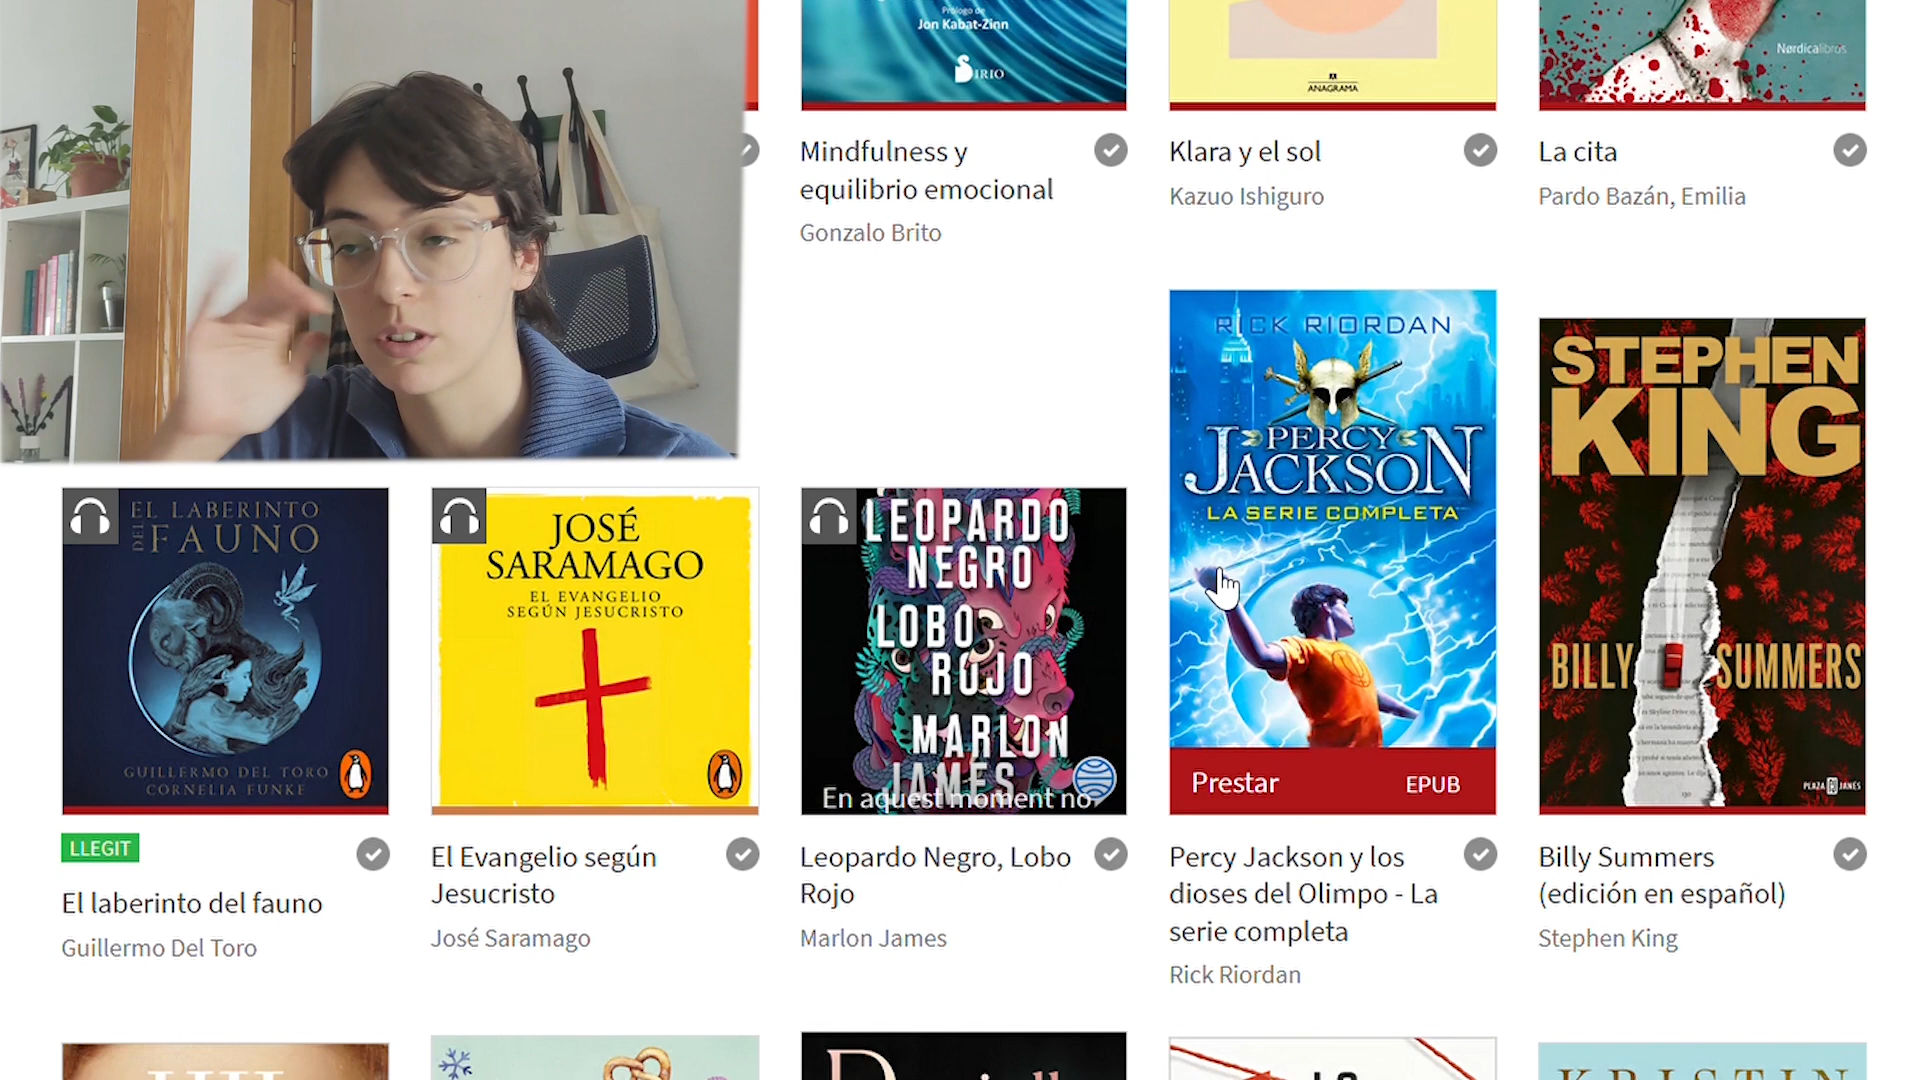 Prólogo de
Jon Kabat-Zinn
SIRIO
ANAGRAMA
Nørdicalibros
Mindfulness y
equilibrio emocional
Gonzalo Brito
Klara y el sol
Kazuo Ishiguro
La cita
Pardo Bazán, Emilia
EL LABERINTO
DEL FAUNO
GUILLERMO DEL TORO
CORNELIA FUNKE
JOSÉ
SARAMAGO
EL EVANGELIO
SEGÚN JESUCRISTO
LEOPARDO
NEGRO
LOBO
ROJO
MARLON
JAMES
En aquest moment no
RICK RIORDAN
PERCY
JACKSON
LA SERIE COMPLETA
Prestar
EPUB
STEPHEN
KING
BILLY SUMMERS
PLAZA JANÉS
LLEGIT
El laberinto del fauno
Guillermo Del Toro
El Evangelio según
Jesucristo
José Saramago
Leopardo Negro, Lobo
Rojo
Marlon James
Percy Jackson y los
dioses del Olimpo - La
serie completa
Rick Riordan
Billy Summers
(edición en español)
Stephen King
KRISTIN